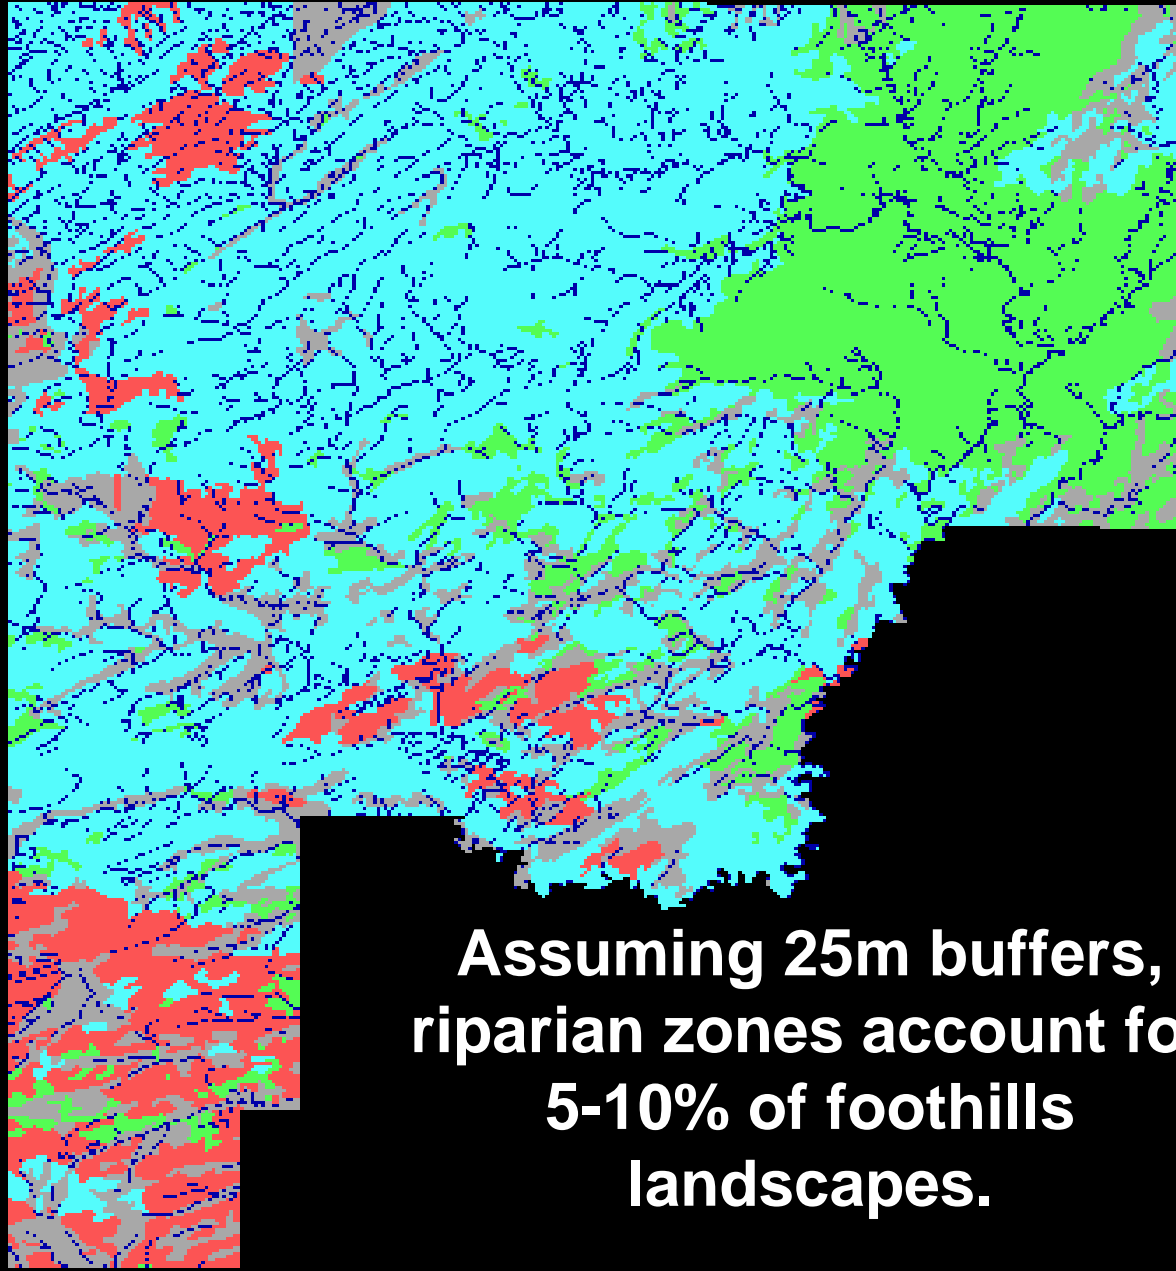 Assuming 25m buffers,
riparian zones account fo
5-10% of foothills
landscapes.